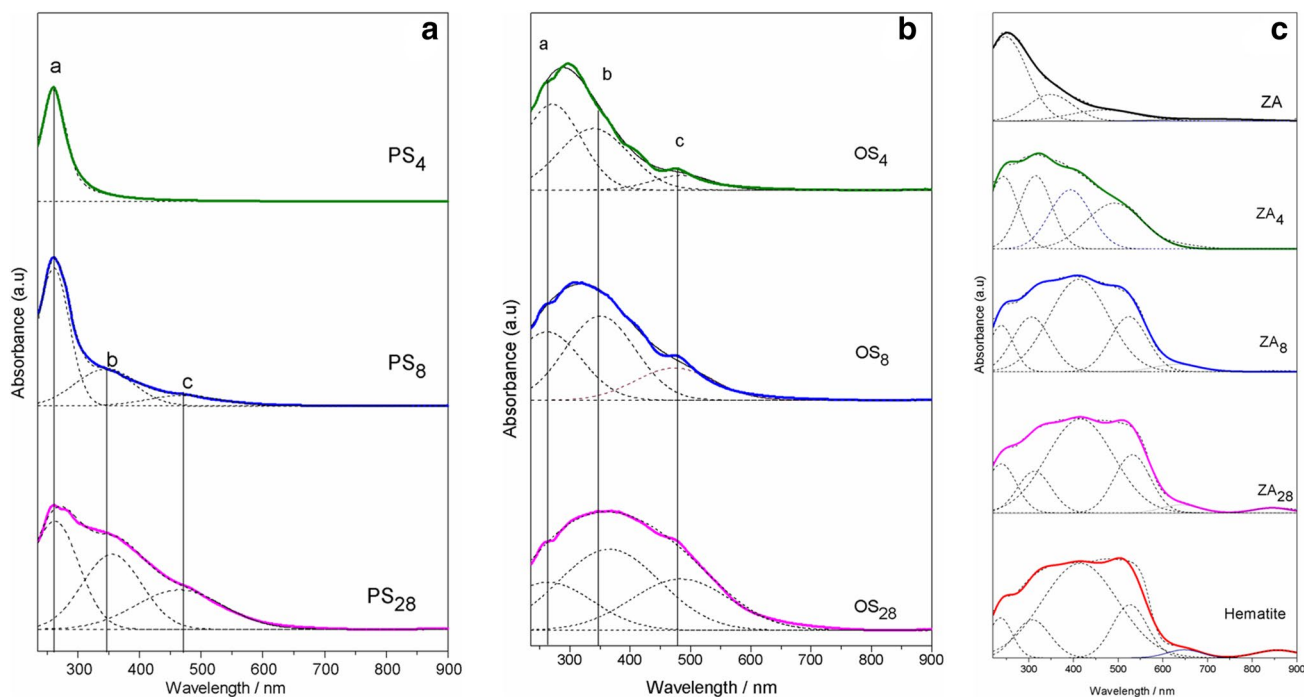 a
a
PS4
b
c
PS8
PS28
Absorbance (a.u)
300 400 500 600 700 800 900
Wavelength / nm
b
a
b
c
OS4
OS8
OS28
Absorbance (a.u)
300 400 500 600 700 800 900
Wavelength / nm
c
ZA
ZA4
ZA8
ZA28
Hematite
Absorbance (a.u)
300 400 500 600 700 800 900
Wavelength / nm